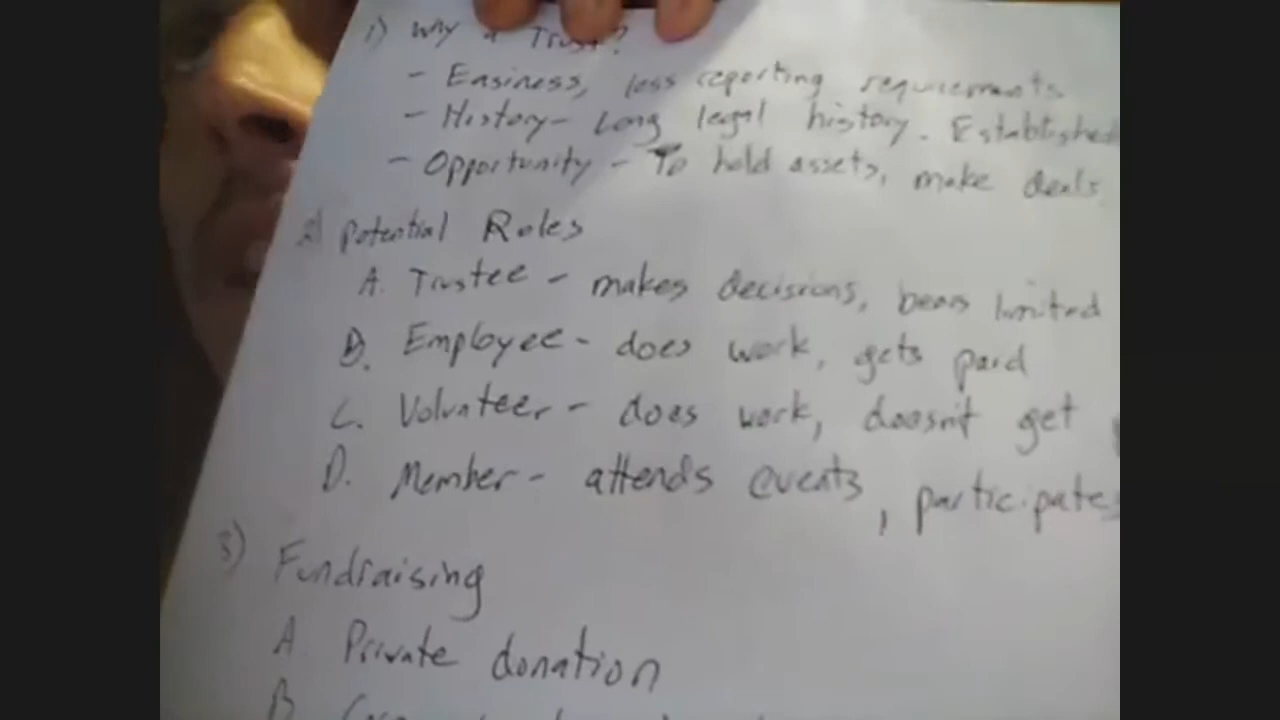 1) Why a Trust?
- Easiness, less reporting requirements
- History - Long legal history. Established
- Opportunity - To hold assets, make deals
2) Potential Roles
A. Trustee - makes decisions, bears limited
B. Employee - does work, gets paid
C. Volunteer - does work, doesn't get
D. Member - attends events, participates
3) Fundraising
A Private donation
B